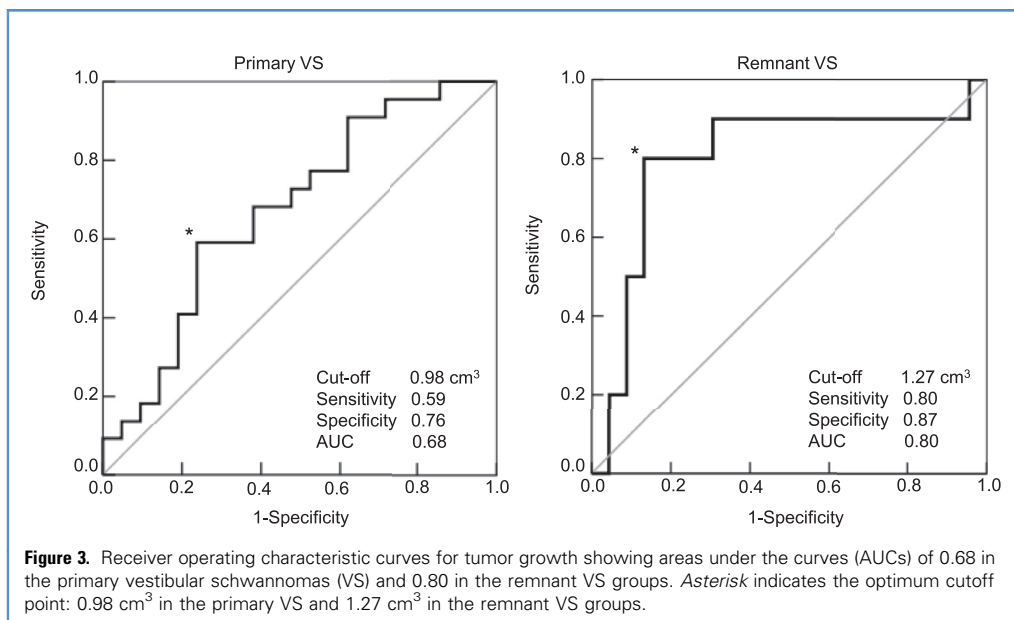 Primary VS
1.0
0.8
0.6
0.4
0.2
0.0
Sensitivity
*
Cut-off 0.98 cm³
Sensitivity 0.59
Specificity 0.76
AUC 0.68
0.0 0.2 0.4 0.6 0.8 1.0
1-Specificity
Remnant VS
1.0
0.8
0.6
0.4
0.2
0.0
Sensitivity
*
Cut-off 1.27 cm³
Sensitivity 0.80
Specificity 0.87
AUC 0.80
0.0 0.2 0.4 0.6 0.8 1.0
1-Specificity
Figure 3. Receiver operating characteristic curves for tumor growth showing areas under the curves (AUCs) of 0.68 in
the primary vestibular schwannomas (VS) and 0.80 in the remnant VS groups. Asterisk indicates the optimum cutoff
point: 0.98 cm³ in the primary VS and 1.27 cm³ in the remnant VS groups.